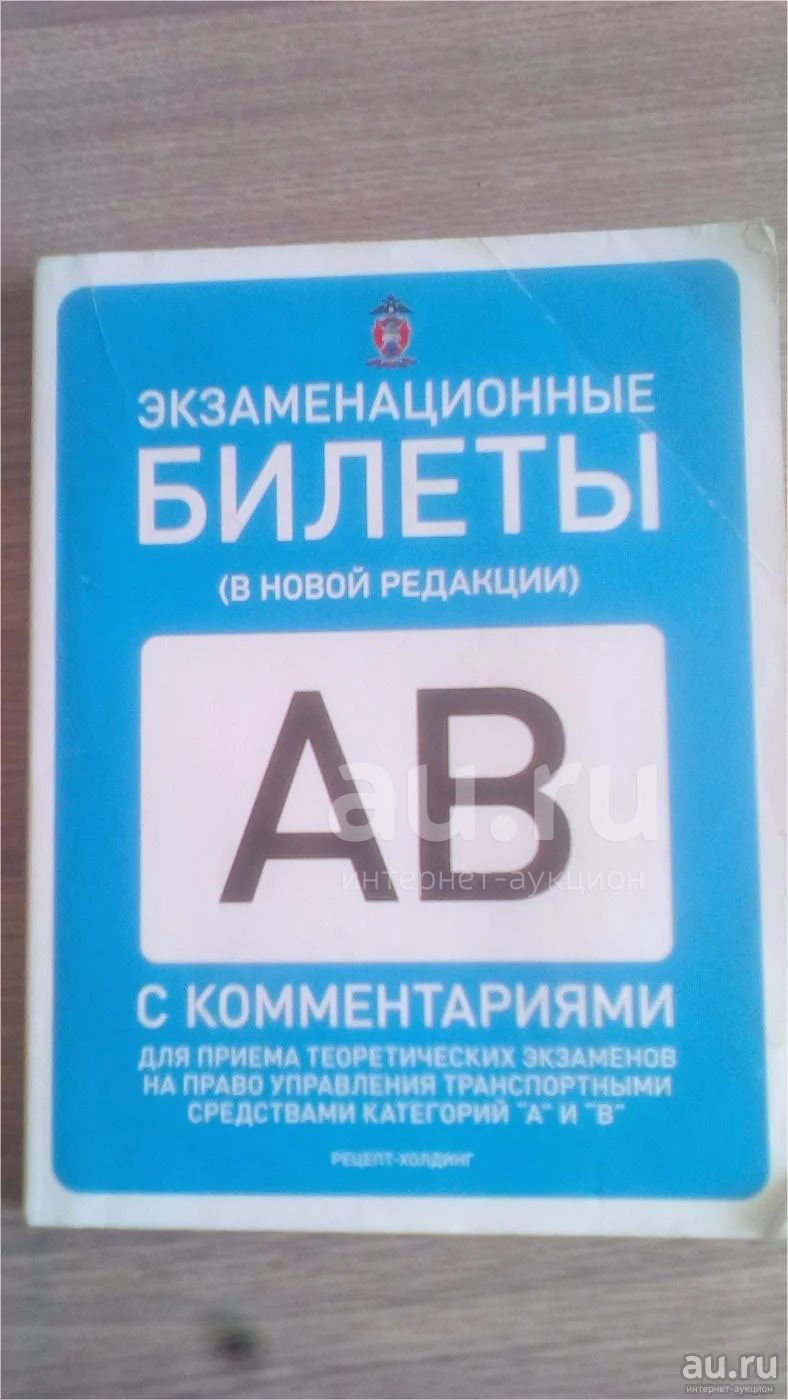 ЭКЗАМЕНАЦИОННЫЕ
БИЛЕТЫ
(В НОВОЙ РЕДАКЦИИ)
АВ
au.ru
интернет-аукцион
С КОММЕНТАРИЯМИ
ДЛЯ ПРИЕМА ТЕОРЕТИЧЕСКИХ ЭКЗАМЕНОВ
НА ПРАВО УПРАВЛЕНИЯ ТРАНСПОРТНЫМИ
СРЕДСТВАМИ КАТЕГОРИЙ "А" И "В"
РЕЦЕПТ-ХОЛДИНГ
au.ru
интернет-аукцион